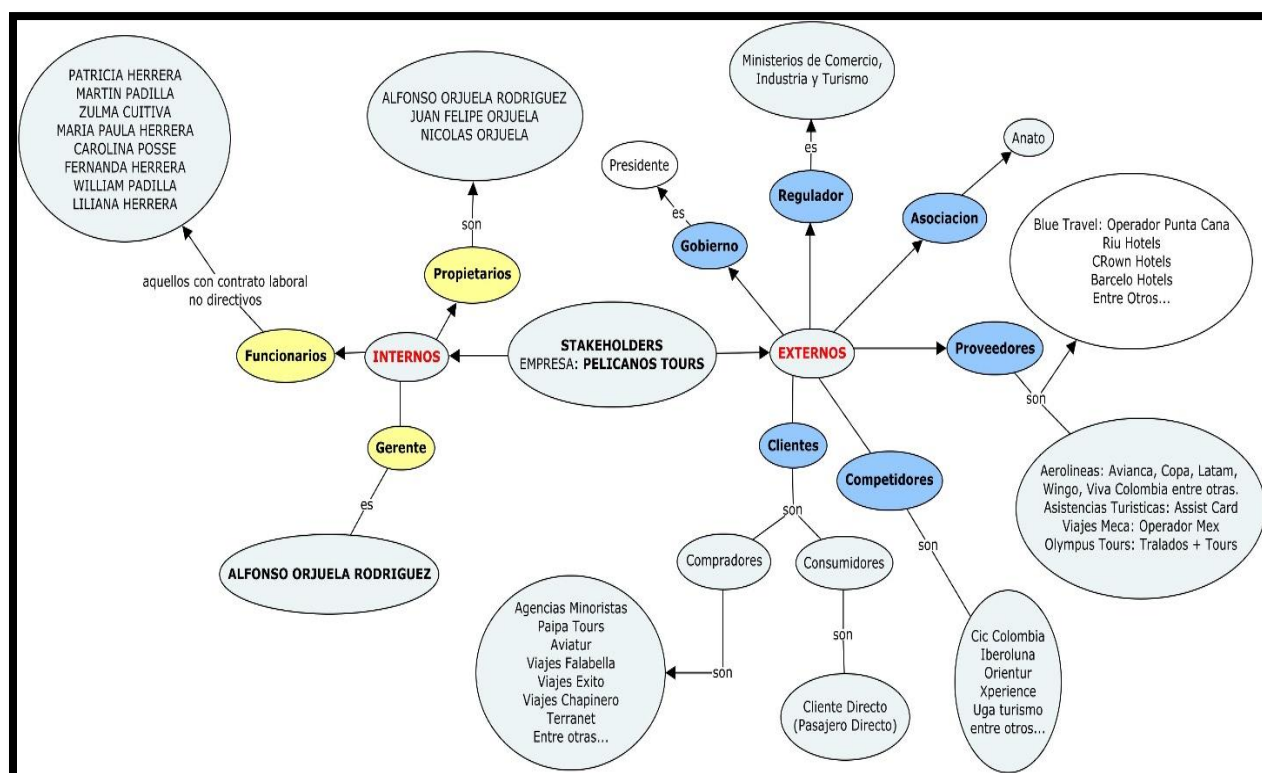 PATRICIA HERRERA
MARTIN PADILLA
ZULMA CUITIVA
MARIA PAULA HERRERA
CAROLINA POSSE
FERNANDA HERRERA
WILLIAM PADILLA
LILIANA HERRERA
aquellos con contrato laboral
no directivos
Funcionarios
ALFONSO ORJUELA RODRIGUEZ
JUAN FELIPE ORJUELA
NICOLAS ORJUELA
son
Propietarios
INTERNOS
Gerente
es
ALFONSO ORJUELA RODRIGUEZ
STAKEHOLDERS
EMPRESA: PELICANOS TOURS
EXTERNOS
Presidente
es
Gobierno
Ministerios de Comercio,
Industria y Turismo
es
Regulador
Anato
Asociacion
Proveedores
son
Blue Travel: Operador Punta Cana
Riu Hotels
CRown Hotels
Barcelo Hotels
Entre Otros...
Aerolineas: Avianca, Copa, Latam,
Wingo, Viva Colombia entre otras.
Asistencias Turisticas: Assist Card
Viajes Meca: Operador Mex
Olympus Tours: Tralados + Tours
Clientes
son
Compradores
son
Agencias Minoristas
Paipa Tours
Aviatur
Viajes Falabella
Viajes Exito
Viajes Chapinero
Terranet
Entre otras...
Consumidores
son
Cliente Directo
(Pasajero Directo)
Competidores
son
Cic Colombia
Iberoluna
Orientur
Xperience
Uga turismo
entre otros...